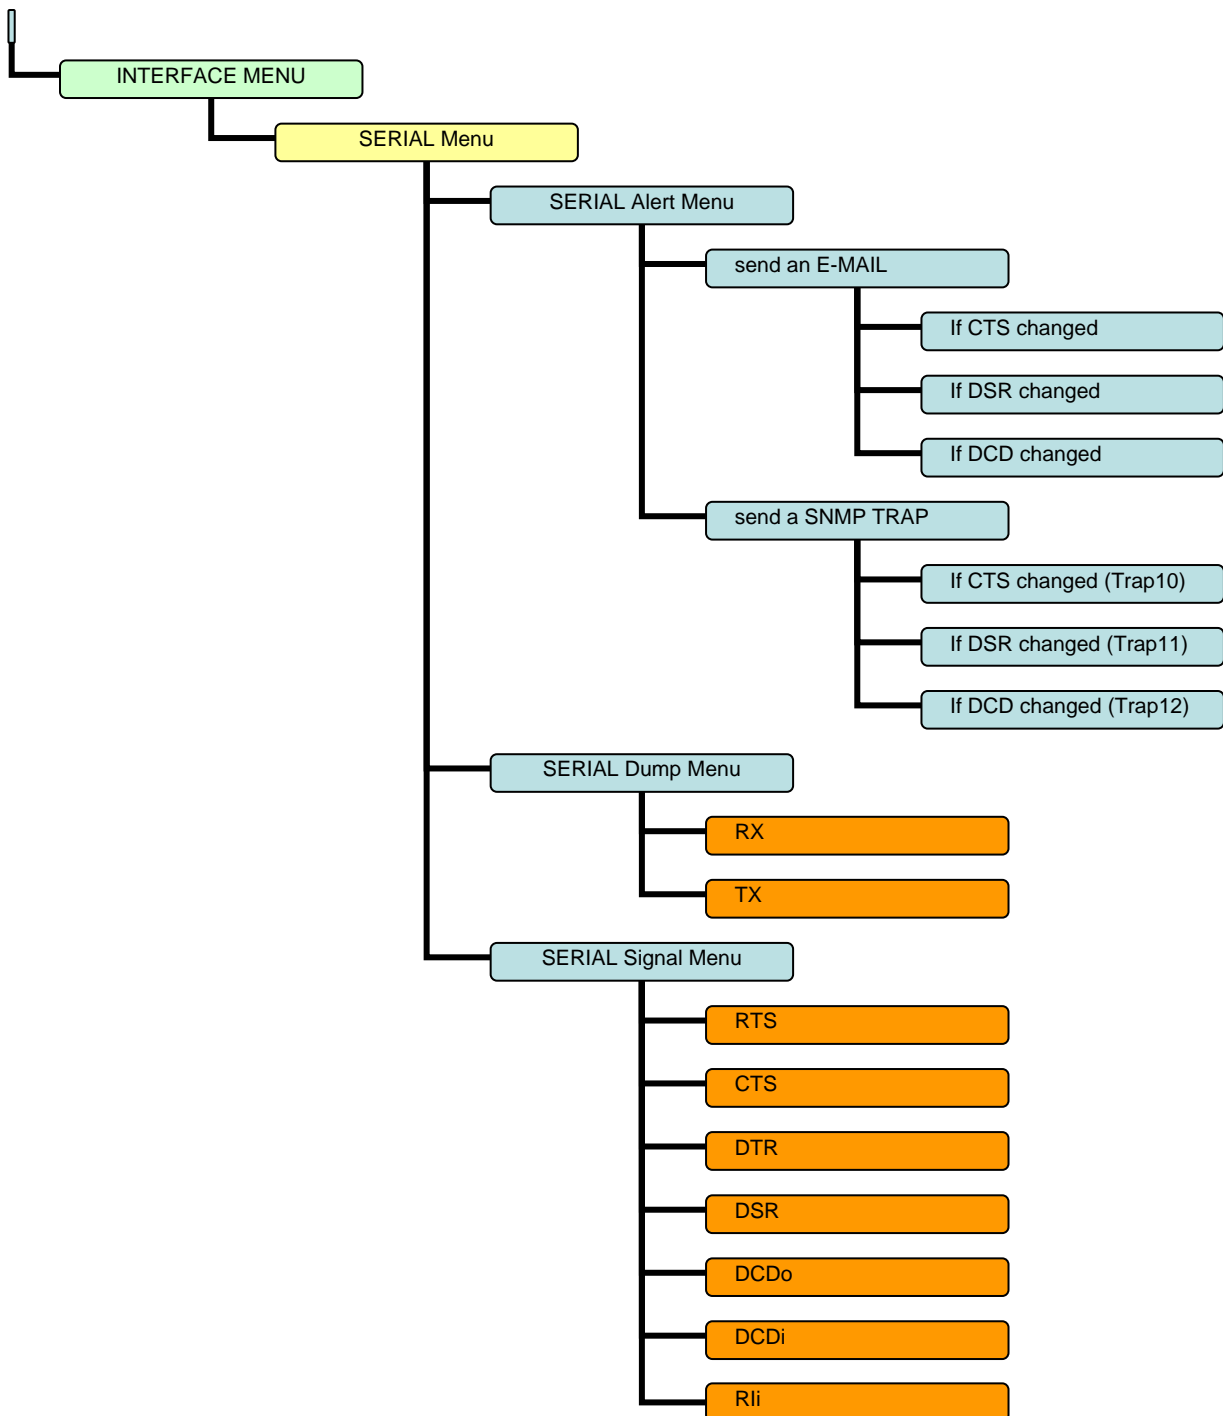 INTERFACE MENU
SERIAL Menu
SERIAL Alert Menu
send an E-MAIL
If CTS changed
If DSR changed
If DCD changed
send a SNMP TRAP
If CTS changed (Trap10)
If DSR changed (Trap11)
If DCD changed (Trap12)
SERIAL Dump Menu
RX
TX
SERIAL Signal Menu
RTS
CTS
DTR
DSR
DCDo
DCDi
RIi